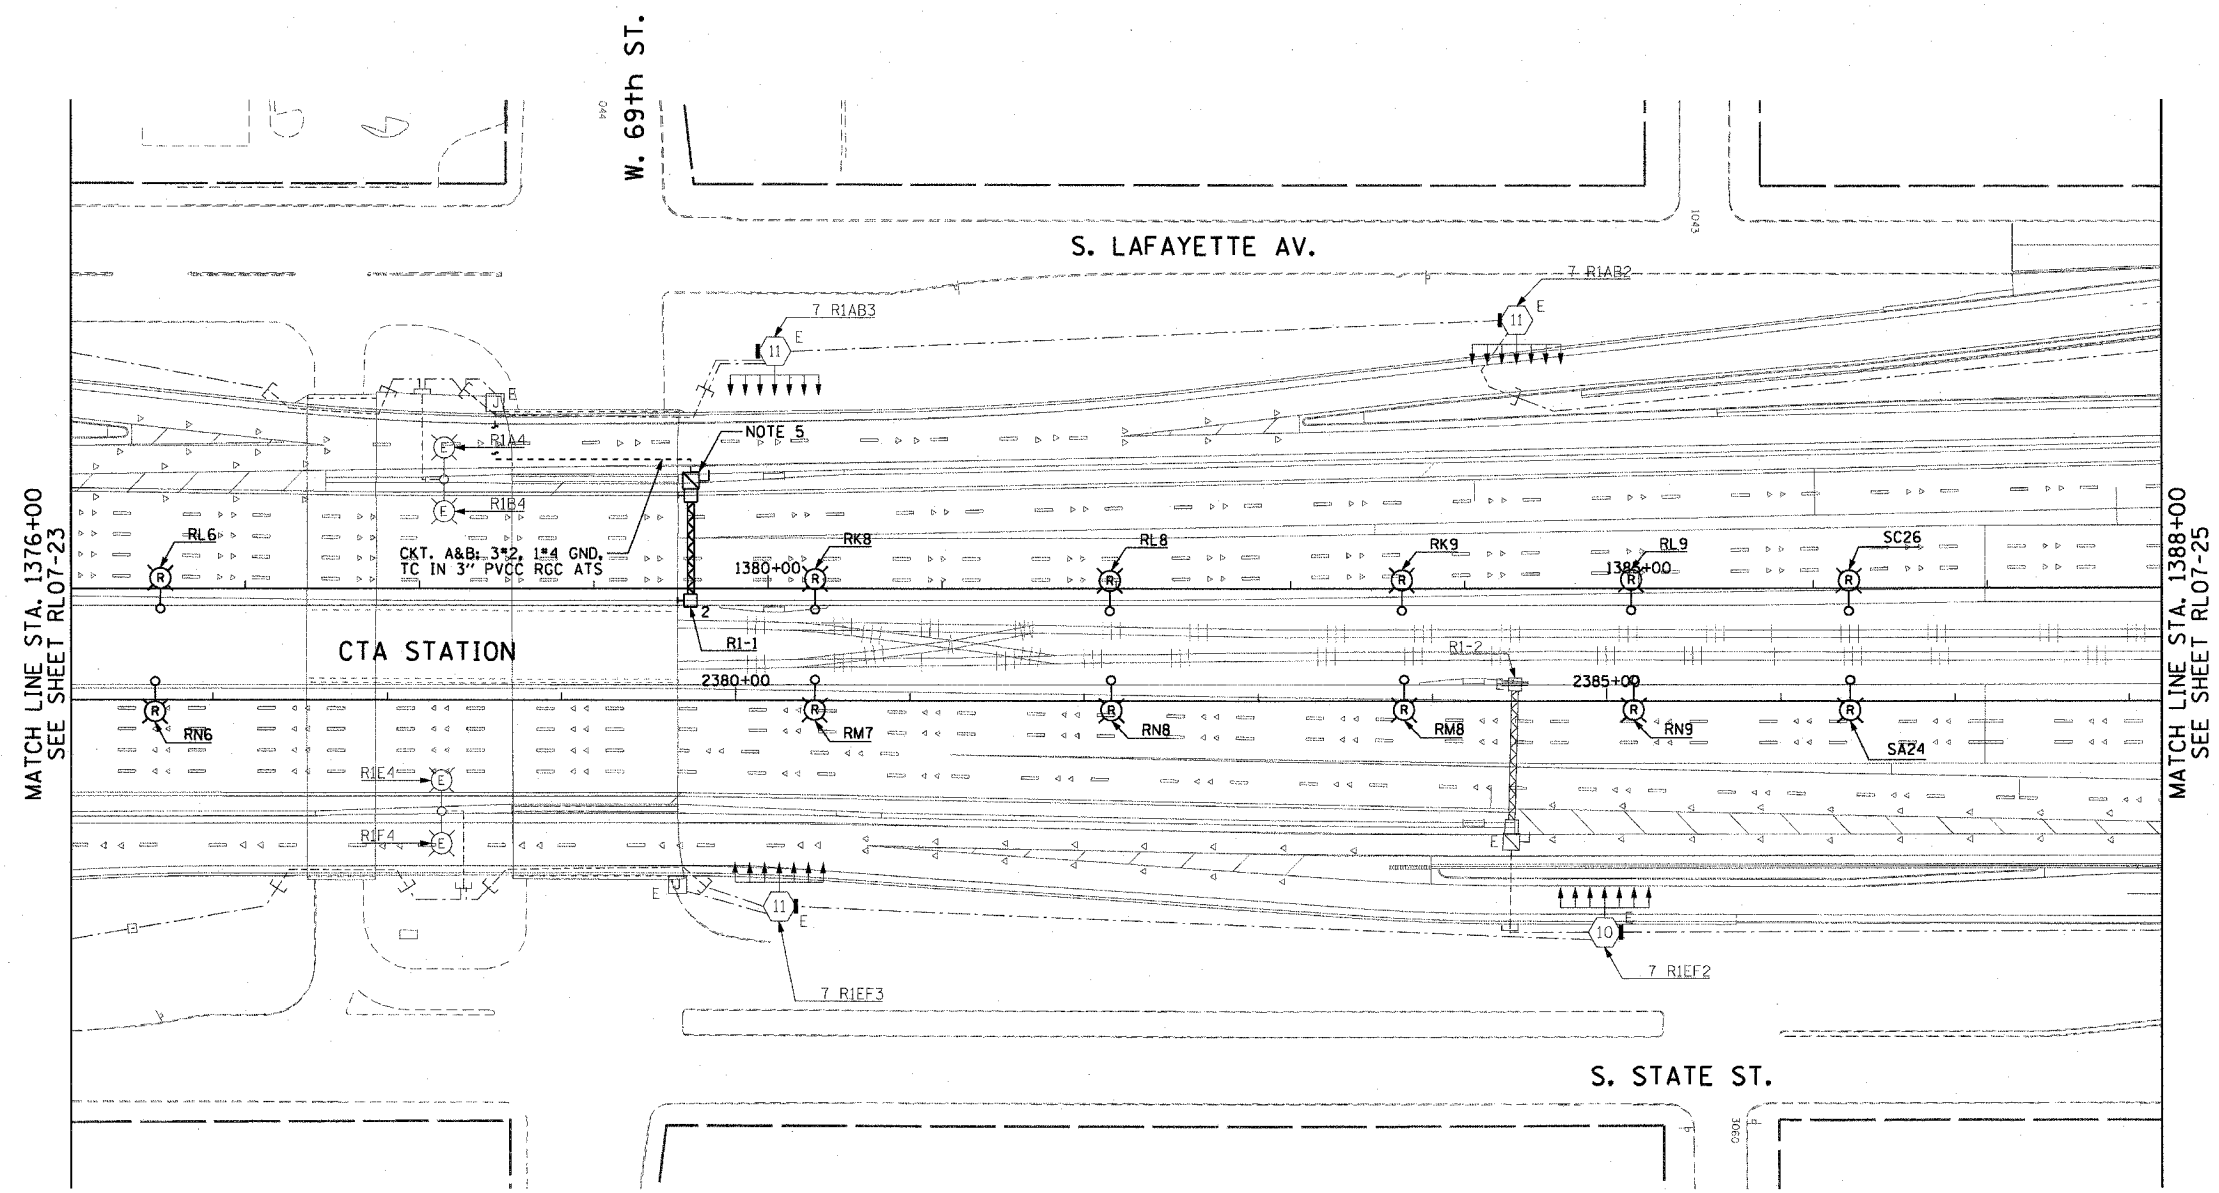 W. 69th ST.
044
1043
S. LAFAYETTE AV.
7 R1AB2
7 R1AB3
11
E
11
E
J
E
R1A4
E
NOTE 5
R1B4
E
MATCH LINE STA. 1376+00
SEE SHEET RL07-23
MATCH LINE STA. 1388+00
SEE SHEET RL07-25
RL6
R
CKT. A&B: 3#2, 1#4 GND,
TC IN 3" PVCC RGC ATS
1380+00
RK8
R
RL8
R
RK9
R
RL9
R
1385+00
SC26
R
2
R1-1
CTA STATION
R1-2
2380+00
E
2385+00
R
RN6
R
RM7
R
RN8
R
RM8
R
RN9
R
SA24
R1E4
E
R1F4
E
E
J
E
11
E
7 R1EF3
10
E
7 R1EF2
S. STATE ST.
3060